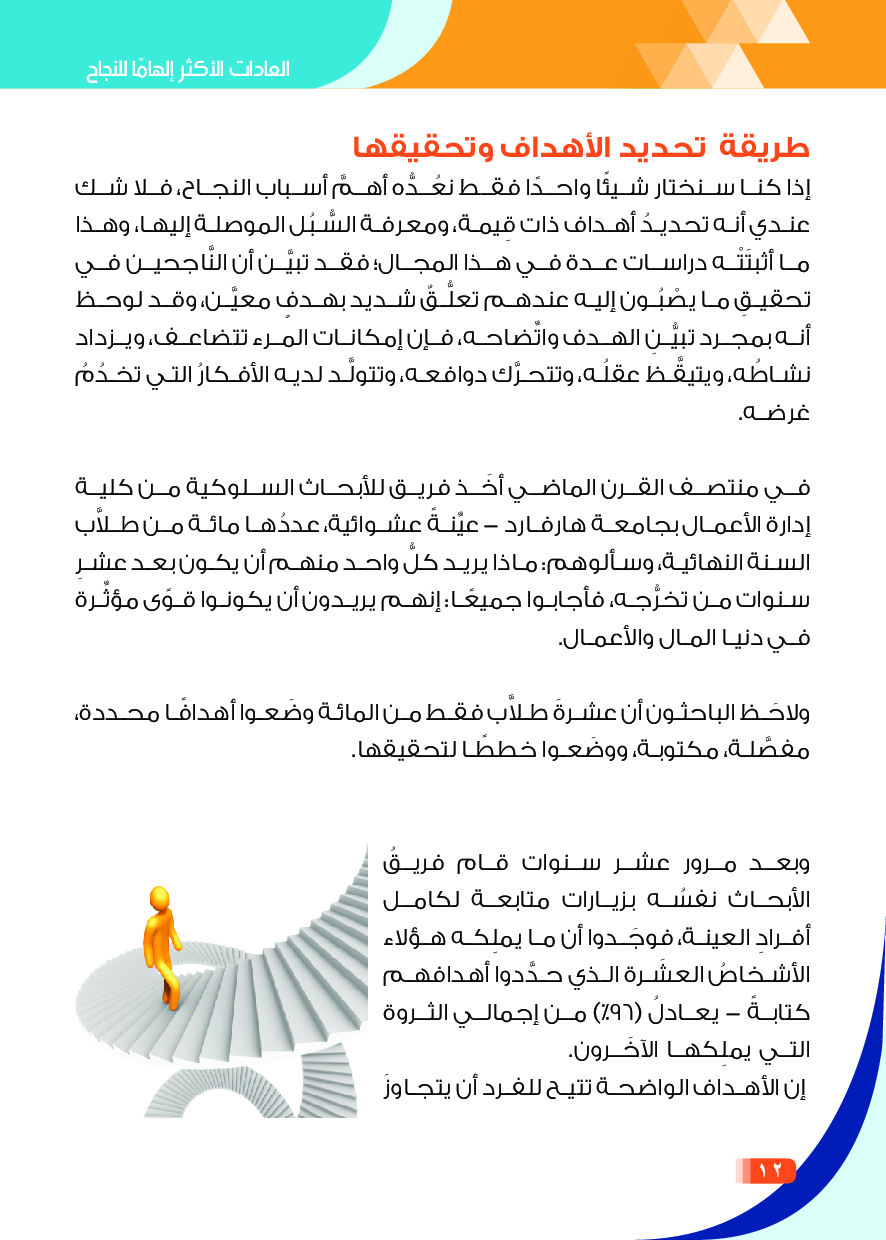 العادات الأكثر إلهامًا للنجاح
طريقة تحديد الأهداف وتحقيقها
إذا كنا سنختار شيئًا واحدًا فقط نعُدُّه أهمَّ أسباب النجاح، فلا شك
عندي أنه تحديدُ أهداف ذات قِيمة، ومعرفة السُّبُل الموصلة إليها، وهذا
ما أثبتَتْه دراسات عدة في هذا المجال؛ فقد تبيَّن أن النَّاجحين في
تحقيقِ ما يصْبُون إليه عندهم تعلُّقٌ شديد بهدفٍ معيَّن، وقد لوحظ
أنه بمجرد تبيُّنِ الهدف واتِّضاحه، فإن إمكانات المرء تتضاعف، ويزداد
نشاطُه، ويتيقَّظ عقلُه، وتتحرَّك دوافعه، وتتولَّد لديه الأفكارُ التي تخدُمُ
غرضه.
في منتصف القرن الماضي أخَذ فريق للأبحاث السلوكية من كلية
إدارة الأعمال بجامعة هارفارد – عيِّنةً عشوائية، عددُها مائة من طلاَّب
السنة النهائية، وسألوهم: ماذا يريد كلُّ واحد منهم أن يكون بعد عشرِ
سنوات من تخرُّجه، فأجابوا جميعًا: إنهم يريدون أن يكونوا قوًى مؤثِّرة
في دنيا المال والأعمال.
ولاحَظ الباحثون أن عشرةَ طلاَّب فقط من المائة وضَعوا أهدافًا محددة،
مفصَّلة، مكتوبة، ووضَعوا خططًا لتحقيقها.
وبعد مرور عشر سنوات قام فريقُ
الأبحاث نفسُه بزيارات متابعة لكامل
أفرادِ العينة، فوجَدوا أن ما يملِكه هؤلاء
الأشخاصُ العشَرة الذي حدَّدوا أهدافهم
كتابةً – يعادلُ (٩٦٪) من إجمالي الثروة
التي يملِكها الآخَرون.
إن الأهداف الواضحة تتيح للفرد أن يتجاوزَ
١٢